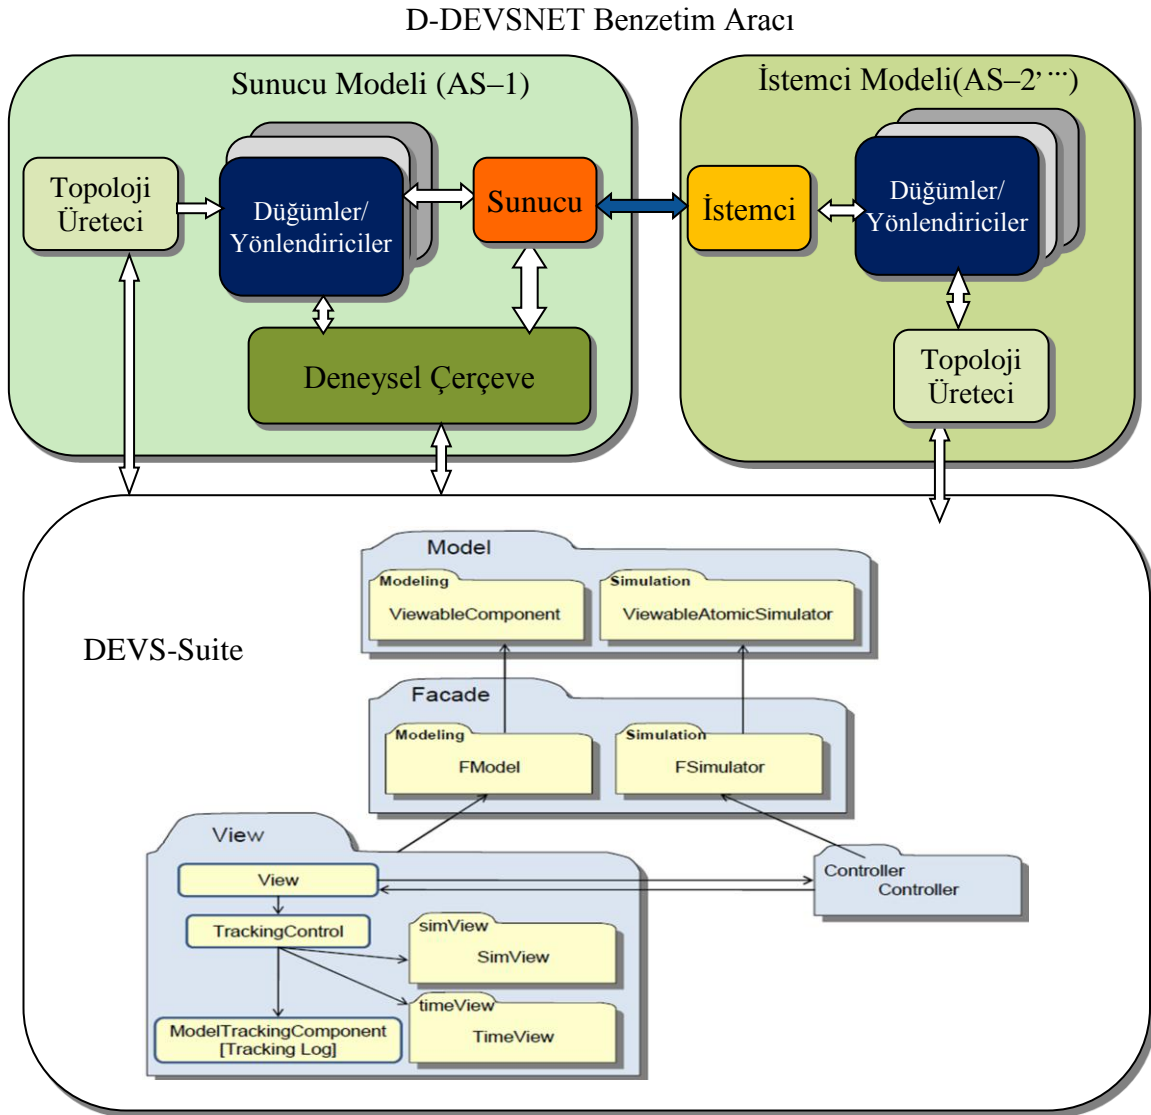 D-DEVSNET Benzetim Aracı
Sunucu Modeli (AS–1)
İstemci Modeli(AS–2,…)
Topoloji
Üreteci
Düğümler/
Yönlendiriciler
Sunucu
İstemci
Düğümler/
Yönlendiriciler
Deneysel Çerçeve
Topoloji
Üreteci
DEVS-Suite
Model
Modeling
ViewableComponent
Simulation
ViewableAtomicSimulator
Facade
Modeling
FModel
Simulation
FSimulator
View
View
TrackingControl
simView
SimView
timeView
TimeView
ModelTrackingComponent
[Tracking Log]
Controller
Controller